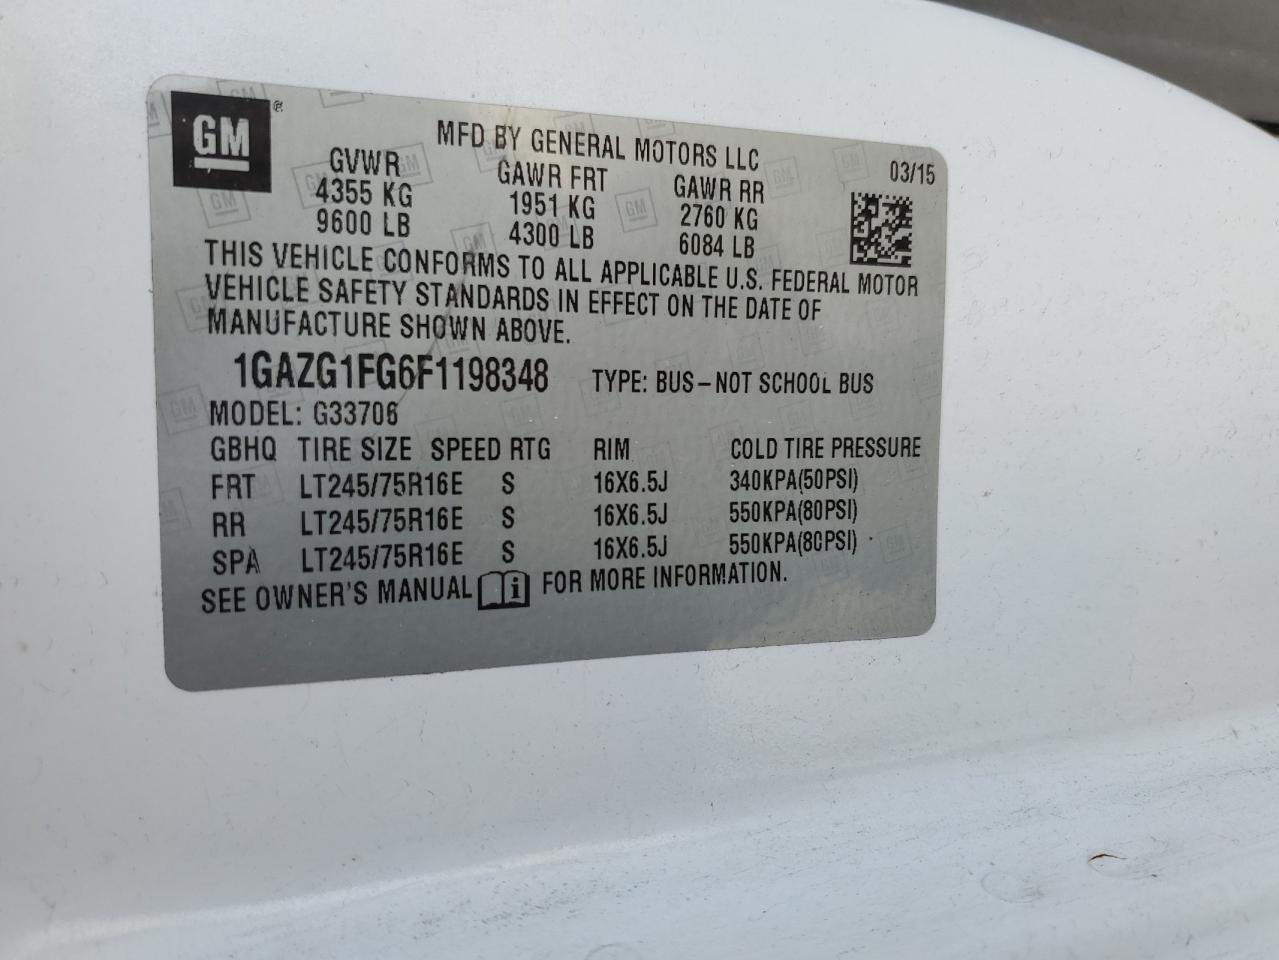 GM ®
MFD BY GENERAL MOTORS LLC
03/15
GVWR GAWR FRT GAWR RR
4355 KG 1951 KG 2760 KG
9600 LB 4300 LB 6084 LB
THIS VEHICLE CONFORMS TO ALL APPLICABLE U.S. FEDERAL MOTOR
VEHICLE SAFETY STANDARDS IN EFFECT ON THE DATE OF
MANUFACTURE SHOWN ABOVE.
1GAZG1FG6F1198348 TYPE: BUS-NOT SCHOOL BUS
MODEL: G33706
GBHQ TIRE SIZE SPEED RTG RIM COLD TIRE PRESSURE
FRT LT245/75R16E S 16X6.5J 340KPA(50PSI)
RR LT245/75R16E S 16X6.5J 550KPA(80PSI)
SPA LT245/75R16E S 16X6.5J 550KPA(80PSI)
SEE OWNER'S MANUAL i FOR MORE INFORMATION.